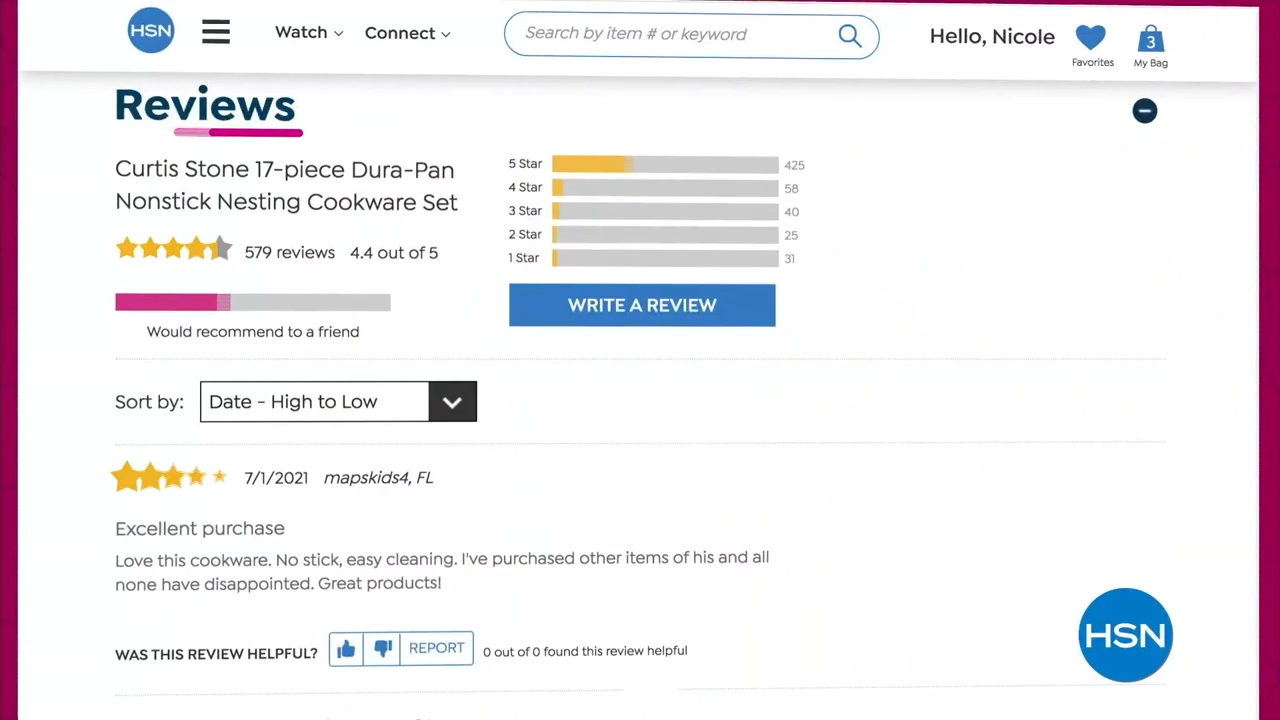 HSN
Watch
Connect
Search by item # or keyword
Hello, Nicole
Favorites
3
My Bag
Reviews
Curtis Stone 17-piece Dura-Pan
Nonstick Nesting Cookware Set
579 reviews 4.4 out of 5
Would recommend to a friend
5 Star 425
4 Star 58
3 Star 40
2 Star 25
1 Star 31
WRITE A REVIEW
Sort by: Date - High to Low
7/1/2021 mapskids4, FL
Excellent purchase
Love this cookware. No stick, easy cleaning. I've purchased other items of his and all
none have disappointed. Great products!
WAS THIS REVIEW HELPFUL? REPORT 0 out of 0 found this review helpful
HSN